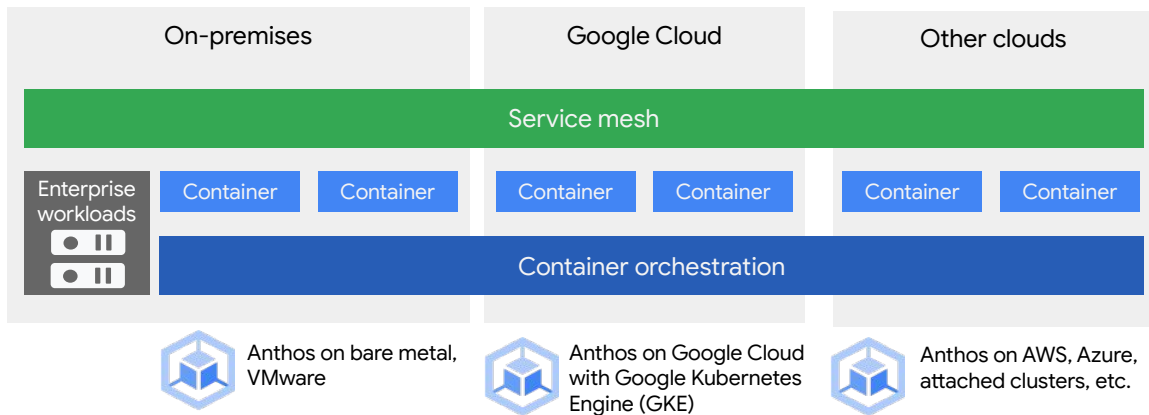 On-premises
Google Cloud
Other clouds
Service mesh
Enterprise
workloads
Container
Container
Container
Container
Container
Container
Container orchestration
Anthos on bare metal,
VMware
Anthos on Google Cloud
with Google Kubernetes
Engine (GKE)
Anthos on AWS, Azure,
attached clusters, etc.